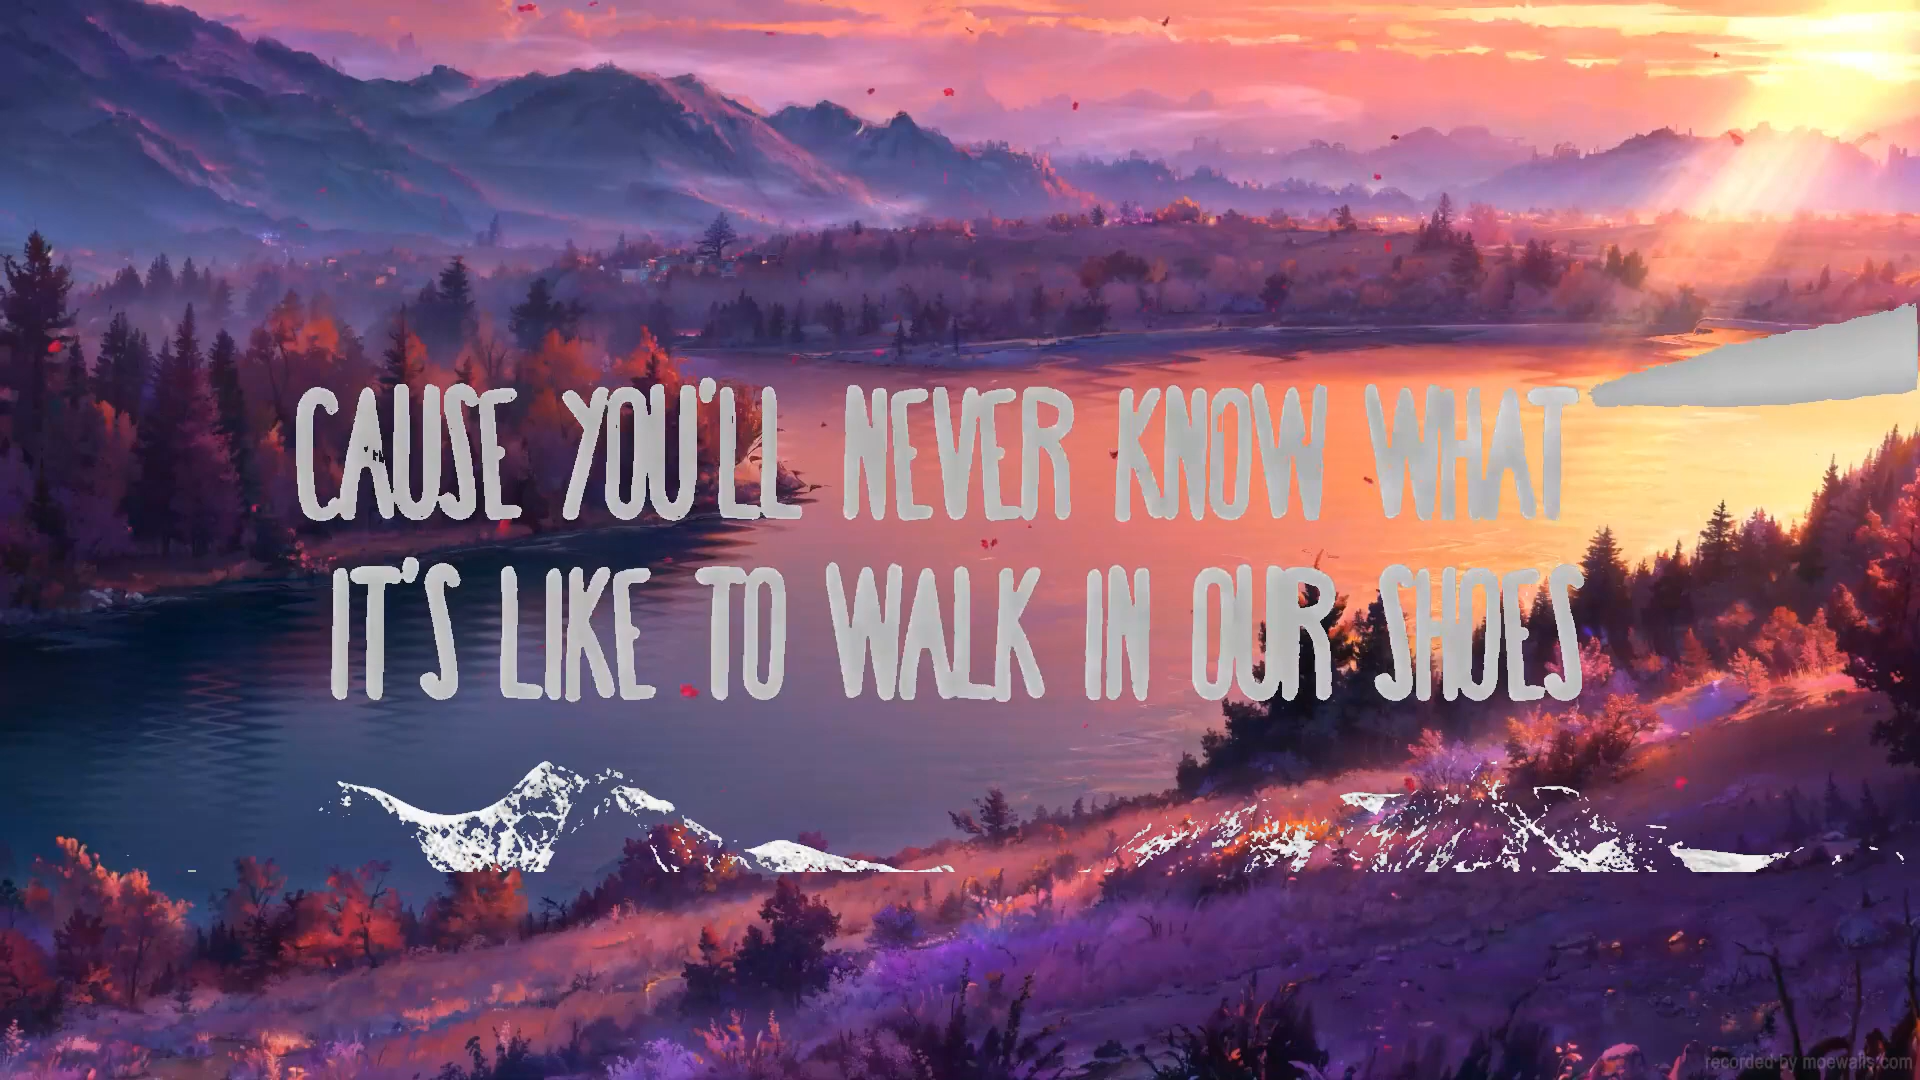 CAUSE YOU'LL NEVER KNOW WHAT
IT'S LIKE TO WALK IN OUR SHOES
recorded by moewalls.com